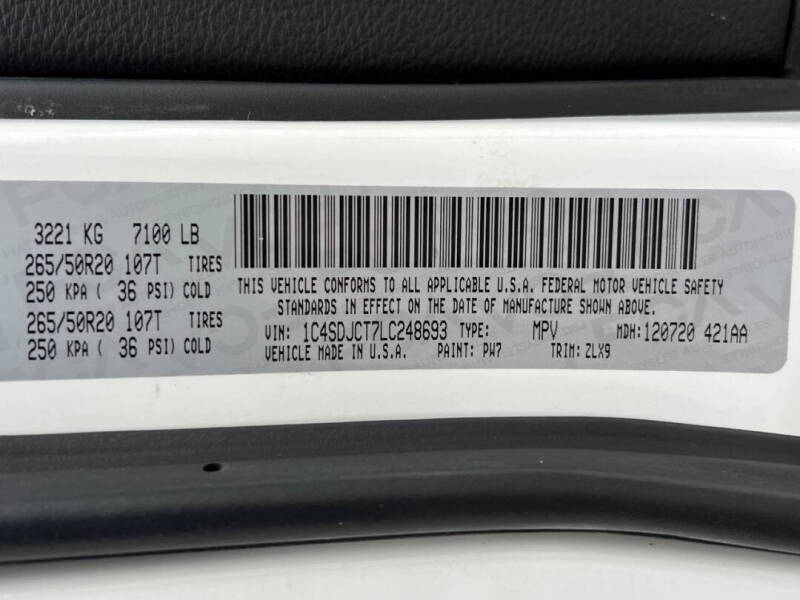 3221 KG 7100 LB
265/50R20 107T TIRES
250 KPA ( 36 PSI) COLD
265/50R20 107T TIRES
250 KPA ( 36 PSI) COLD
THIS VEHICLE CONFORMS TO ALL APPLICABLE U.S.A. FEDERAL MOTOR VEHICLE SAFETY
STANDARDS IN EFFECT ON THE DATE OF MANUFACTURE SHOWN ABOVE.
VIN: 1C4SDJCT7LC248693 TYPE: MPV MDH: 120720 421AA
VEHICLE MADE IN U.S.A. PAINT: PW7 TRIM: ZLX9